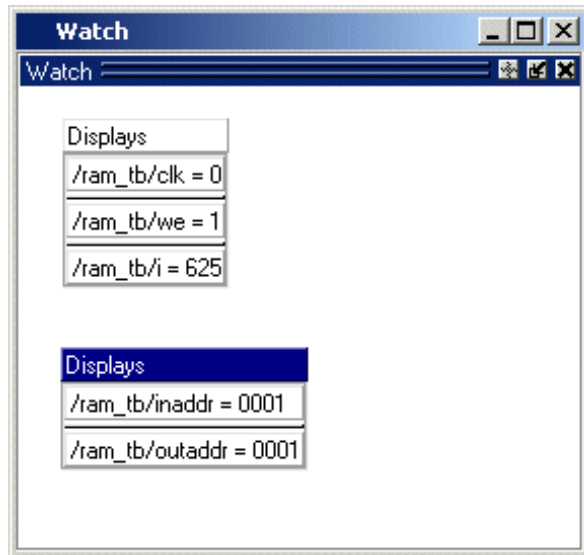 Watch
Watch
Displays
/ram_tb/clk = 0
/ram_tb/we = 1
/ram_tb/i = 625
Displays
/ram_tb/inaddr = 0001
/ram_tb/outaddr = 0001